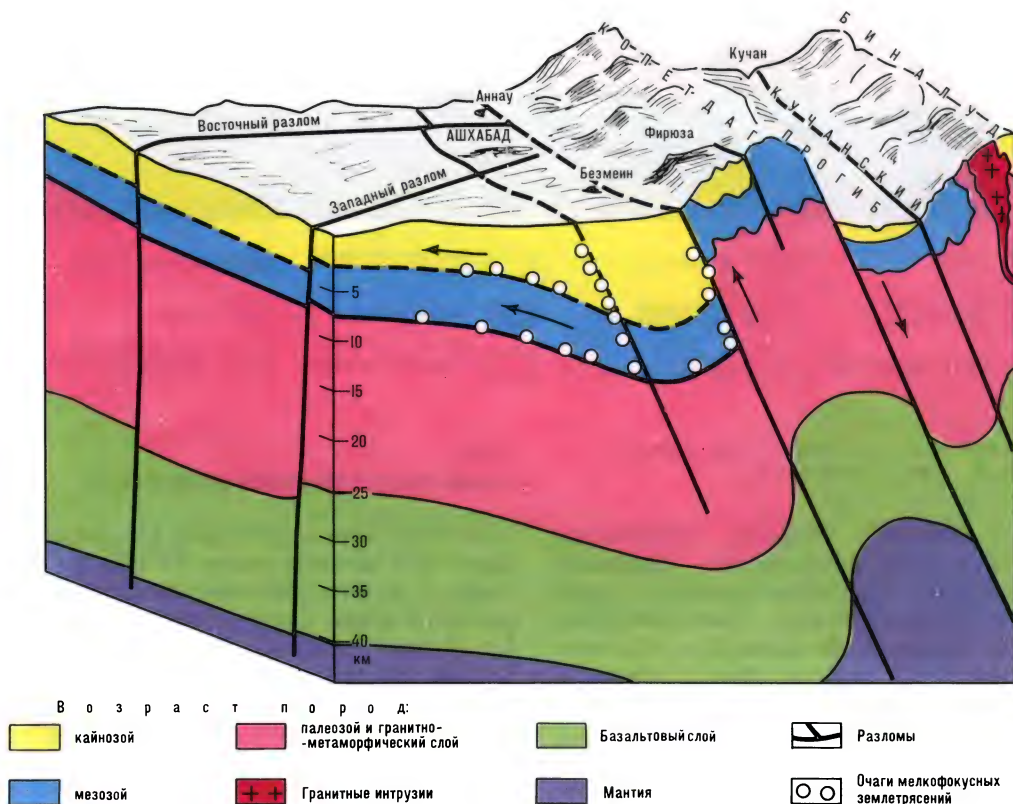 КОПЕТДАГ
БИНАЛУД
Кучан
Аннау
Восточный разлом
АШХАБАД
Фирюза
КУЧАНСКИЙ
ПРОГИБ
Безмеин
Западный разлом
5
10
15
20
25
30
35
40
КМ
Возраст пород:
кайнозой
палеозой и гранитно-
-метаморфический слой
Базальтовый слой
Разломы
мезозой
Гранитные интрузии
Мантия
Очаги мелкофокусных
землетрясений